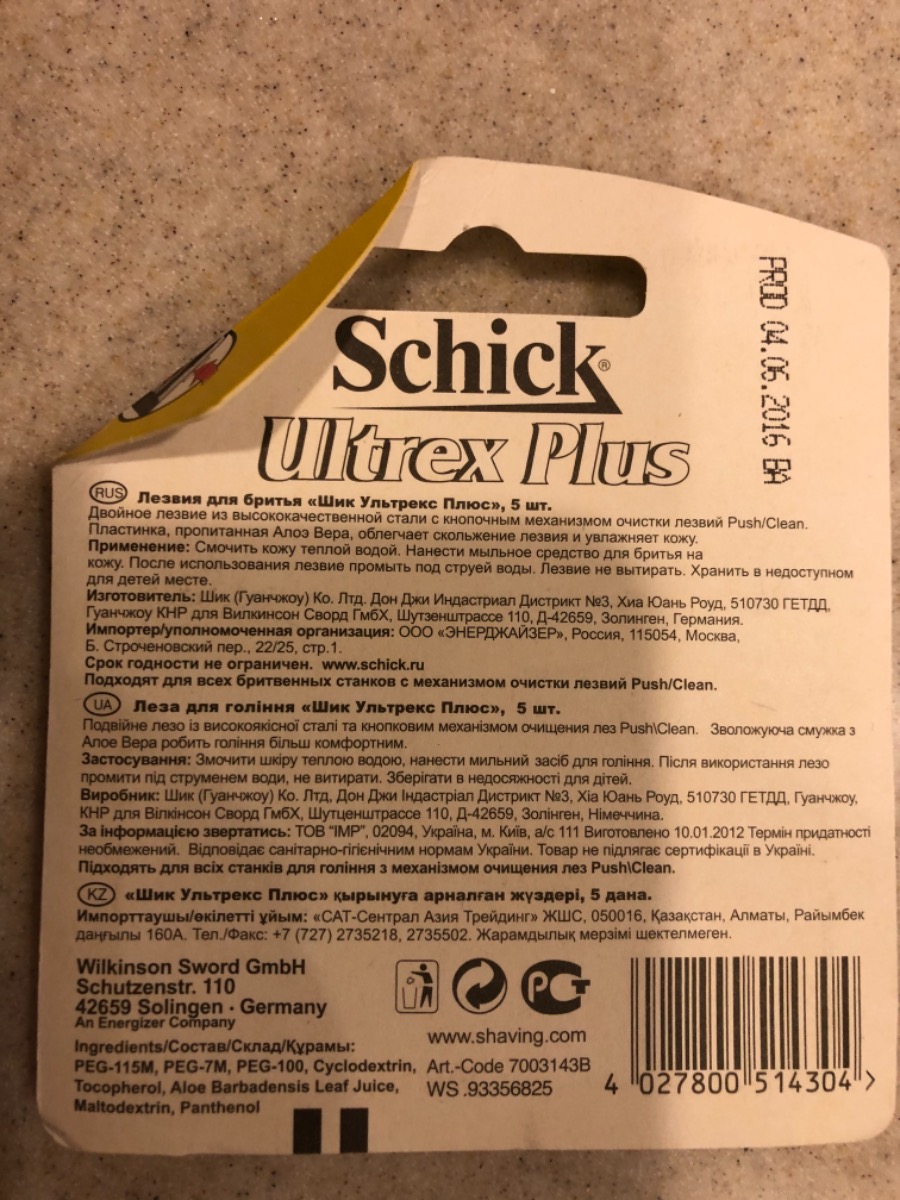 Schick®
Ultrex Plus
PROD 04.06.2016 BA
RUS Лезвия для бритья «Шик Ультрекс Плюс», 5 шт.
Двойное лезвие из высококачественной стали с кнопочным механизмом очистки лезвий Push/Clean.
Пластинка, пропитанная Алоэ Вера, облегчает скольжение лезвия и увлажняет кожу.
Применение: Смочить кожу теплой водой. Нанести мыльное средство для бритья на
кожу. После использования лезвие промыть под струей воды. Лезвие не вытирать. Хранить в недоступном
для детей месте.
Изготовитель: Шик (Гуанчжоу) Ко. Лтд. Дон Джи Индастриал Дистрикт №3, Хиа Юань Роуд, 510730 ГЕТДД,
Гуанчжоу КНР для Вилкинсон Сворд ГмбХ, Шутзенштрассе 110, Д-42659, Золинген, Германия.
Импортер/уполномоченная организация: ООО «ЭНЕРДЖАЙЗЕР», Россия, 115054, Москва,
Б. Строченовский пер., 22/25, стр.1.
Срок годности не ограничен. www.schick.ru
Подходят для всех бритвенных станков с механизмом очистки лезвий Push/Clean.
UA Леза для гоління «Шик Ультрекс Плюс», 5 шт.
Подвійне лезо із високоякісної сталі та кнопковим механізмом очищення лез Push\Clean. Зволожуюча смужка з
Алое Вера робить гоління більш комфортним.
Застосування: Змочити шкіру теплою водою, нанести мильний засіб для гоління. Після використання лезо
промити під струменем води, не витирати. Зберігати в недосяжності для дітей.
Виробник: Шик (Гуанчжоу) Ко. Лтд, Дон Джи Індастріал Дистрикт №3, Хіа Юань Роуд, 510730 ГЕТДД, Гуанчжоу,
КНР для Вілкінсон Сворд ГмбХ, Шутценштрассе 110, Д-42659, Золінген, Німеччина.
За інформацією звертатись: ТОВ "ІМР", 02094, Україна, м. Київ, а/с 111 Виготовлено 10.01.2012 Термін придатності
необмежений. Відповідає санітарно-гігієнічним нормам України. Товар не підлягає сертифікації в Україні.
Підходять для всіх станків для гоління з механізмом очищення лез Push\Clean.
KZ «Шик Ультрекс Плюс» қырынуға арналған жүздері, 5 дана.
Импорттаушы/өкілетті ұйым: «САТ-Сентрал Азия Трейдинг» ЖШС, 050016, Қазақстан, Алматы, Райымбек
даңғылы 160А. Тел./Факс: +7 (727) 2735218, 2735502. Жарамдылық мерзімі шектелмеген.
Wilkinson Sword GmbH
Schutzenstr. 110
42659 Solingen · Germany
An Energizer Company
Ingredients/Состав/Склад/Құрамы:
PEG-115M, PEG-7M, PEG-100, Cyclodextrin,
Tocopherol, Aloe Barbadensis Leaf Juice,
Maltodextrin, Panthenol
РСТ
www.shaving.com
Art.-Code 7003143B
WS .93356825
4 027800 514304 >